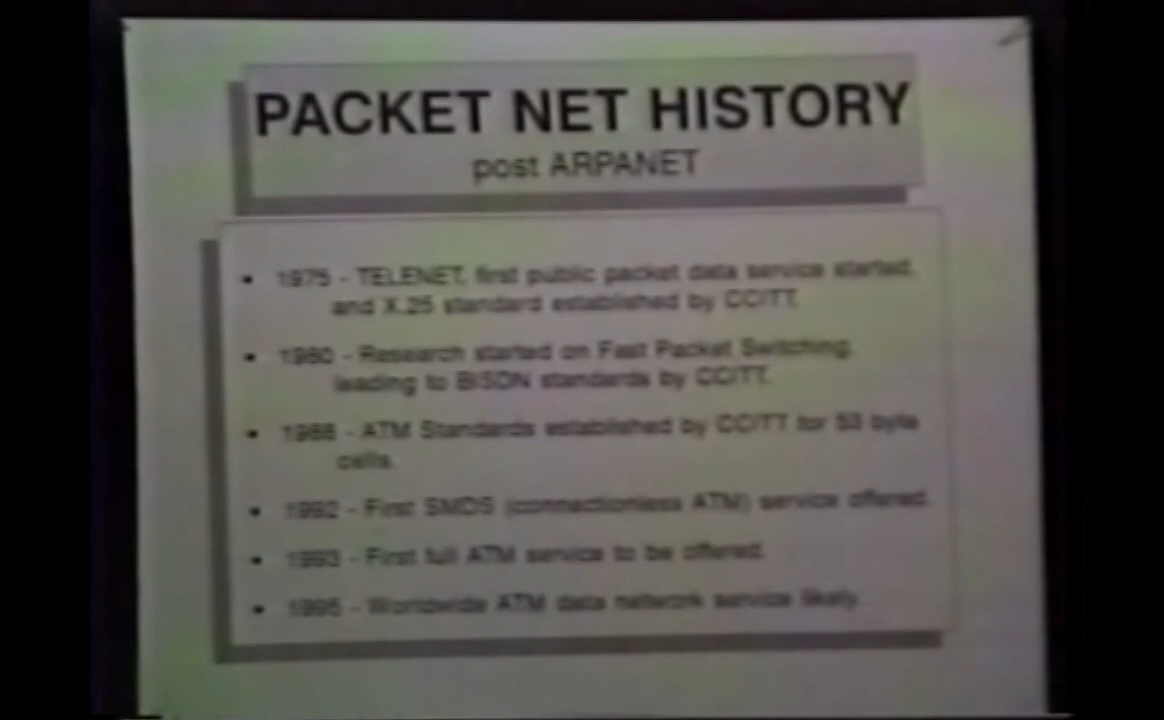 PACKET NET HISTORY
post ARPANET
• 1975 - TELENET, first public packet data service started,
and X.25 standard established by CCITT.
• 1980 - Research started on Fast Packet Switching,
leading to BISDN standards by CCITT.
• 1988 - ATM Standards established by CCITT for 53 byte
cells.
• 1992 - First SMDS (connectionless ATM) service offered.
• 1993 - First full ATM service to be offered.
• 1995 - Worldwide ATM data network service likely.